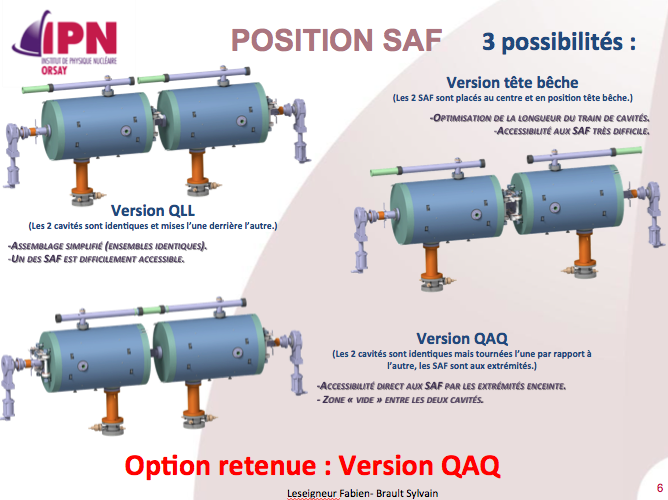 IPN
INSTITUT DE PHYSIQUE NUCLÉAIRE
ORSAY
POSITION SAF
3 possibilités :
Version tête bêche
(Les 2 SAF sont placés au centre et en position tête bêche.)
-OPTIMISATION DE LA LONGUEUR DU TRAIN DE CAVITÉS.
-ACCESSIBILITÉ AUX SAF TRÈS DIFFICILE.
Version QLL
(Les 2 cavités sont identiques et mises l'une derrière l'autre.)
-ASSEMBLAGE SIMPLIFIÉ (ENSEMBLES IDENTIQUES).
-UN DES SAF EST DIFFICILEMENT ACCESSIBLE.
Version QAQ
(Les 2 cavités sont identiques mais tournées l'une par rapport à
l'autre, les SAF sont aux extrémités.)
-ACCESSIBILITÉ DIRECT AUX SAF PAR LES EXTRÉMITÉS ENCEINTE.
- ZONE « VIDE » ENTRE LES DEUX CAVITÉS.
Option retenue : Version QAQ
Leseigneur Fabien- Brault Sylvain
6